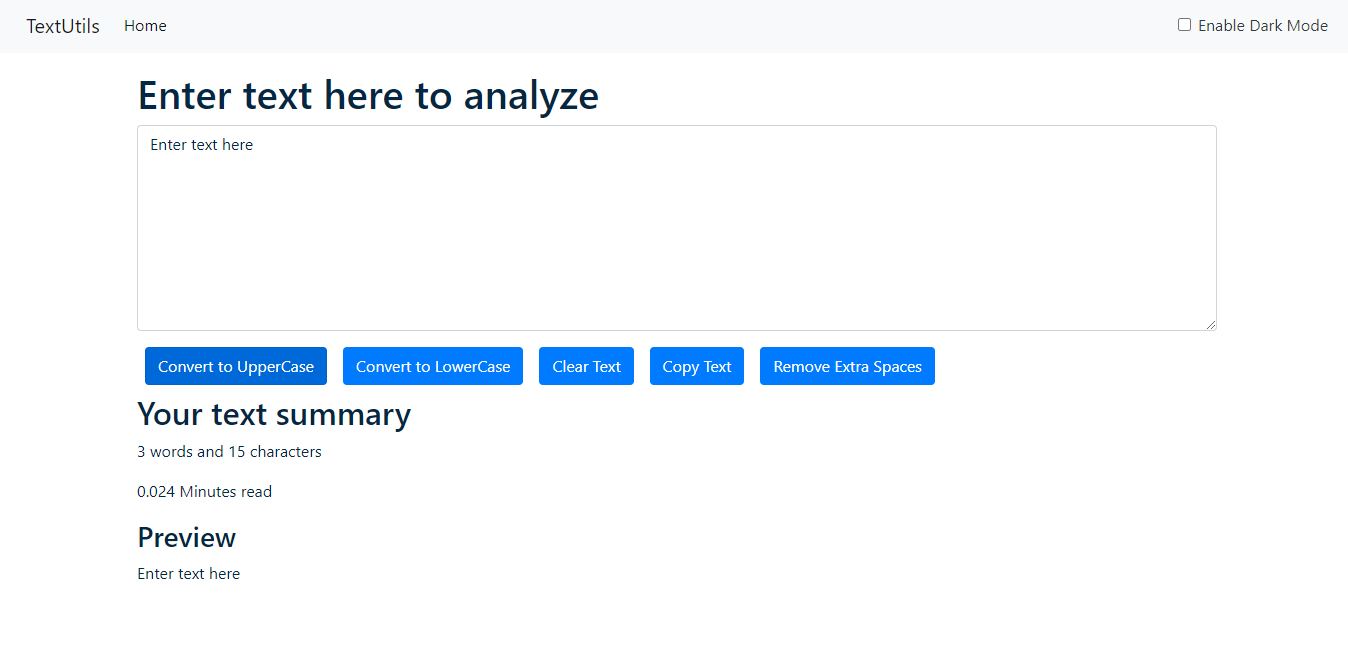 TextUtils Home Enable Dark Mode
Enter text here to analyze
Enter text here
Convert to UpperCase Convert to LowerCase Clear Text Copy Text Remove Extra Spaces
Your text summary
3 words and 15 characters
0.024 Minutes read
Preview
Enter text here